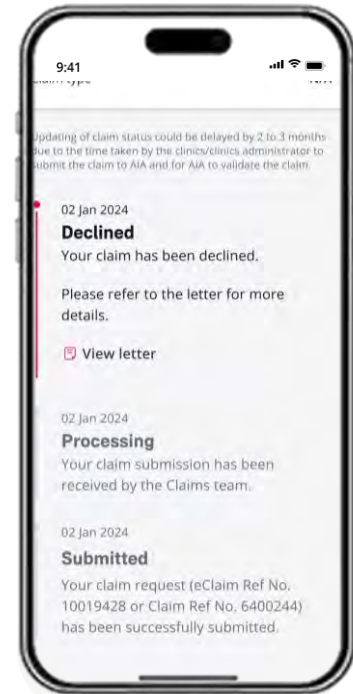 9:41
Updating of claim status could be delayed by 2 to 3 months
due to the time taken by the clinics/clinics administrator to
submit the claim to AIA and for AIA to validate the claim.
02 Jan 2024
Declined
Your claim has been declined.
Please refer to the letter for more
details.
View letter
02 Jan 2024
Processing
Your claim submission has been
received by the Claims team.
02 Jan 2024
Submitted
Your claim request (eClaim Ref No.
10019428 or Claim Ref No. 6400244)
has been successfully submitted.